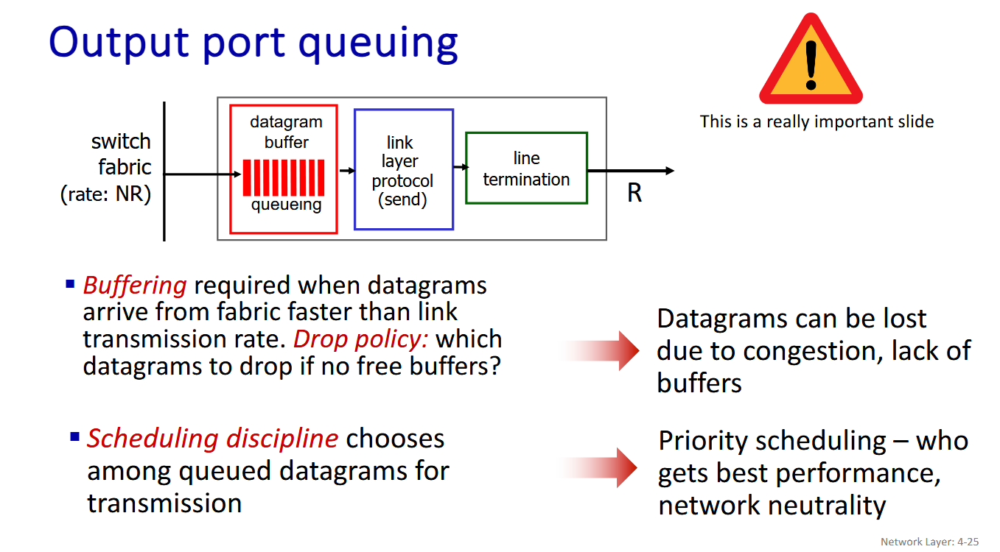 Output port queuing
This is a really important slide
switch
fabric
(rate: NR)
datagram
buffer
queueing
link
layer
protocol
(send)
line
termination
R
▪ Buffering required when datagrams
arrive from fabric faster than link
transmission rate. Drop policy: which
datagrams to drop if no free buffers?
Datagrams can be lost
due to congestion, lack of
buffers
▪ Scheduling discipline chooses
among queued datagrams for
transmission
Priority scheduling – who
gets best performance,
network neutrality
Network Layer: 4-25